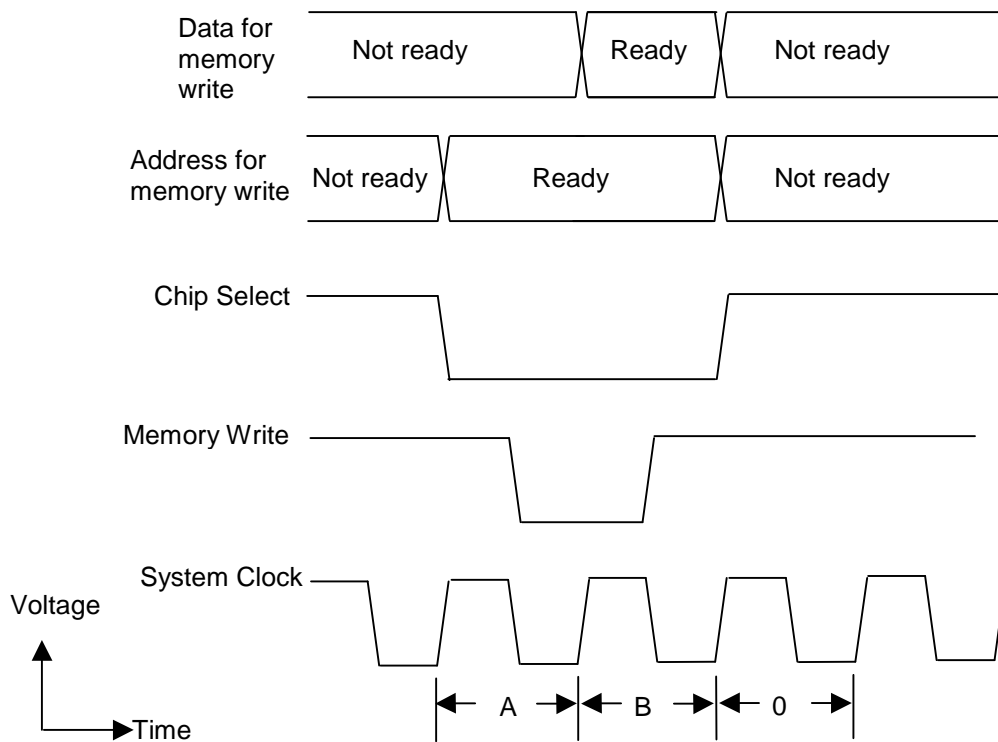 Data for
memory
write
Not ready
Ready
Not ready
Address for
memory write
Not ready
Ready
Not ready
Chip Select
Memory Write
System Clock
Voltage
Time
A
B
0